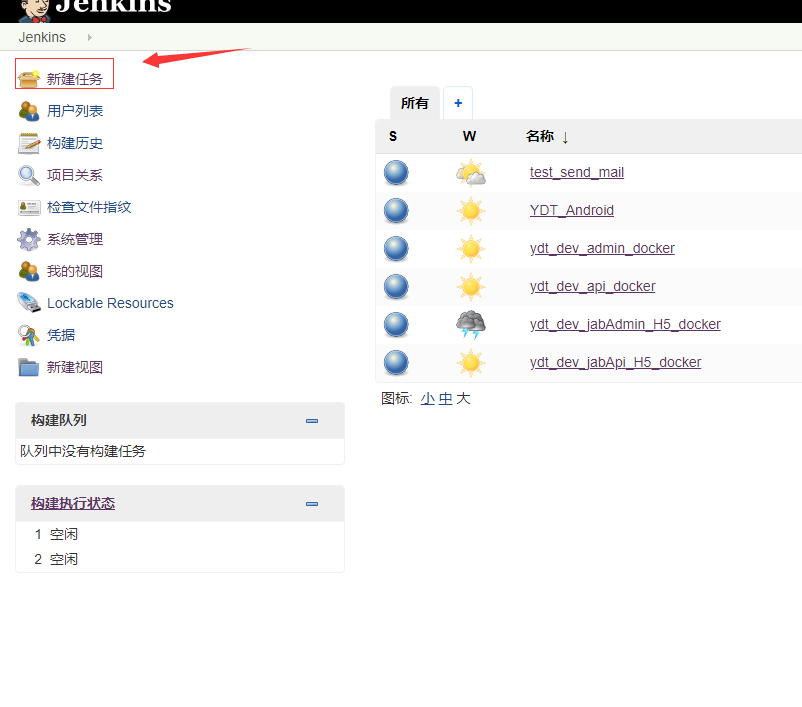 Jenkins
Jenkins
新建任务
用户列表
构建历史
项目关系
检查文件指纹
系统管理
我的视图
Lockable Resources
凭据
新建视图
构建队列
队列中没有构建任务
构建执行状态
1 空闲
2 空闲
所有 +
S W 名称 ↓
test_send_mail
YDT_Android
ydt_dev_admin_docker
ydt_dev_api_docker
ydt_dev_jabAdmin_H5_docker
ydt_dev_jabApi_H5_docker
图标: 小 中 大